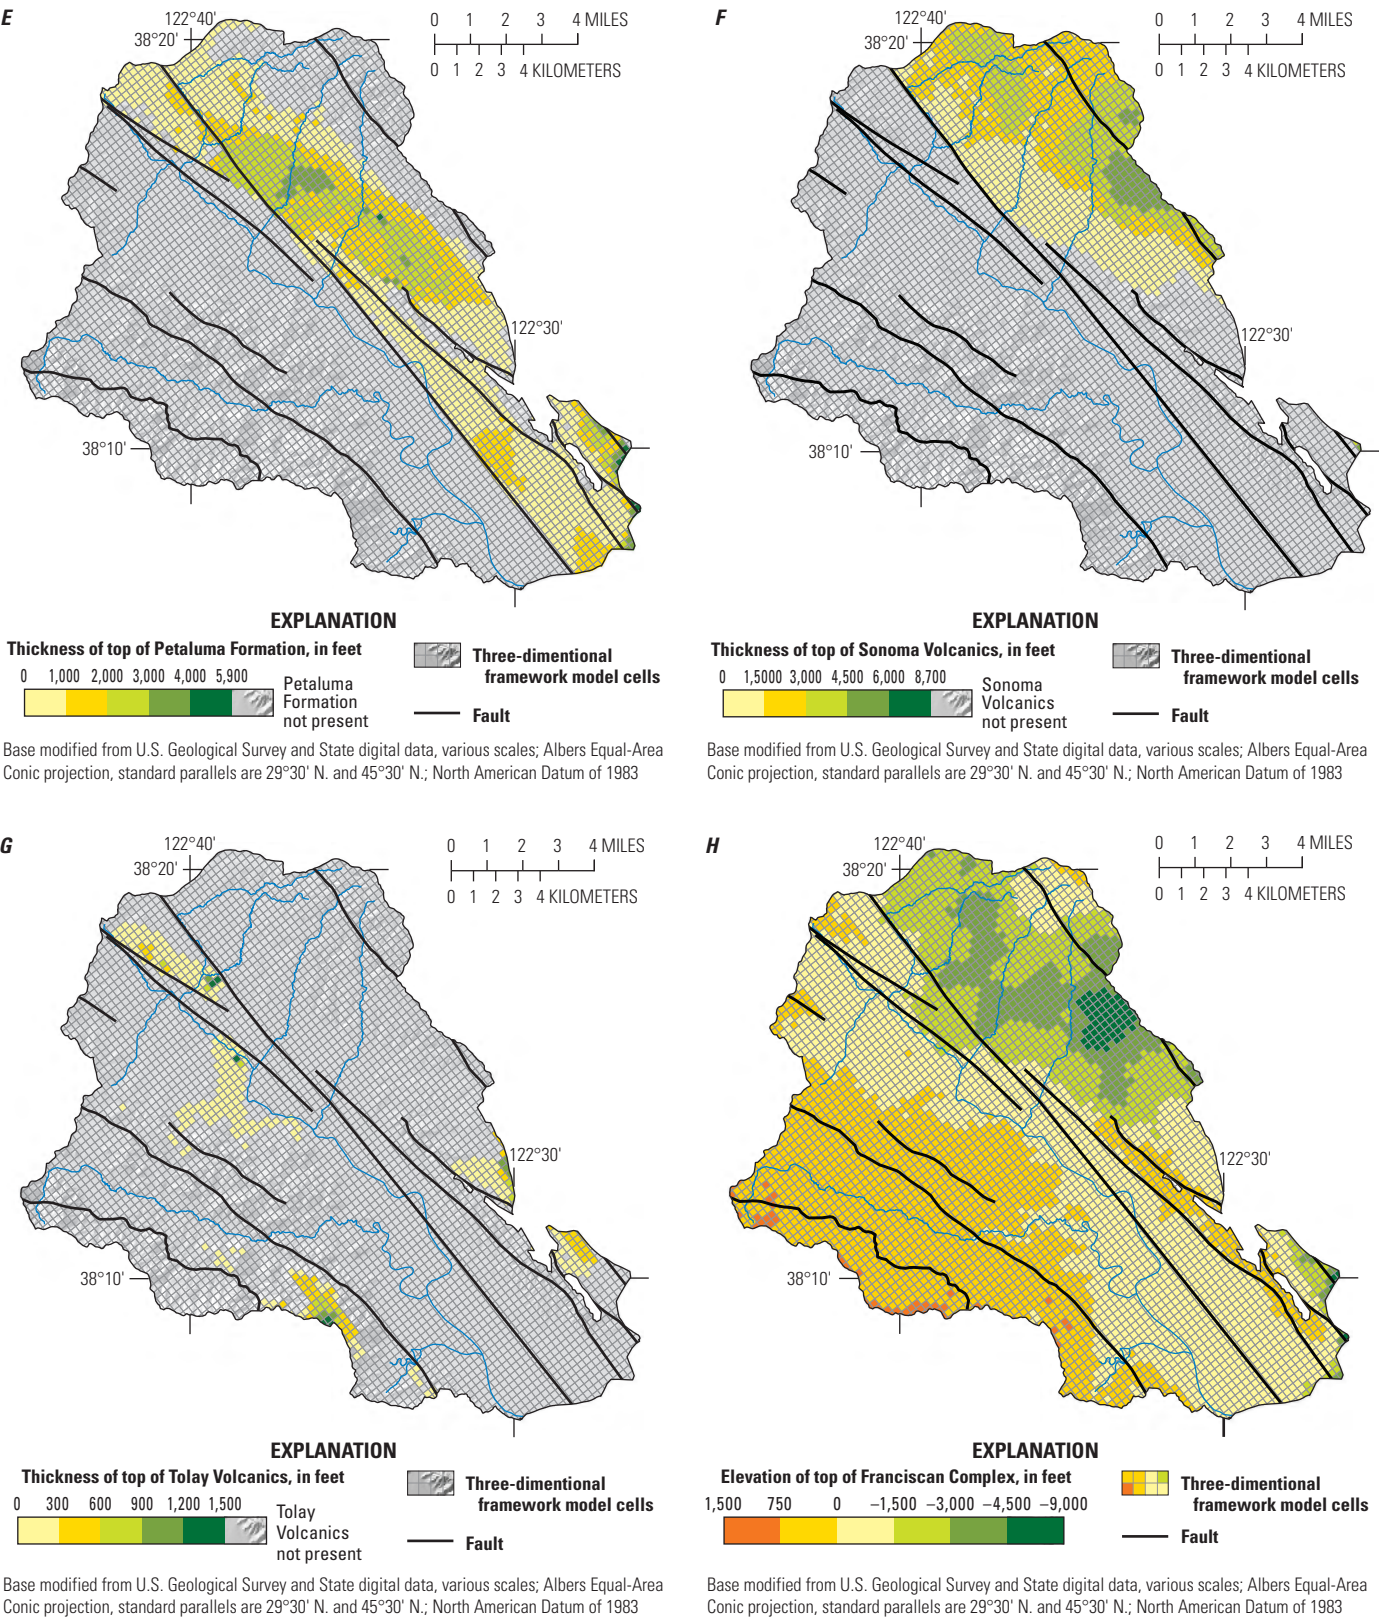 E
122°40'
38°20'
0 1 2 3 4 MILES
0 1 2 3 4 KILOMETERS
122°30'
38°10'
EXPLANATION
Thickness of top of Petaluma Formation, in feet
0 1,000 2,000 3,000 4,000 5,900
Petaluma
Formation
not present
Three-dimentional
framework model cells
Fault
Base modified from U.S. Geological Survey and State digital data, various scales; Albers Equal-Area
Conic projection, standard parallels are 29°30' N. and 45°30' N.; North American Datum of 1983
F
122°40'
38°20'
0 1 2 3 4 MILES
0 1 2 3 4 KILOMETERS
122°30'
38°10'
EXPLANATION
Thickness of top of Sonoma Volcanics, in feet
0 1,5000 3,000 4,500 6,000 8,700
Sonoma
Volcanics
not present
Three-dimentional
framework model cells
Fault
Base modified from U.S. Geological Survey and State digital data, various scales; Albers Equal-Area
Conic projection, standard parallels are 29°30' N. and 45°30' N.; North American Datum of 1983
G
122°40'
38°20'
0 1 2 3 4 MILES
0 1 2 3 4 KILOMETERS
122°30'
38°10'
EXPLANATION
Thickness of top of Tolay Volcanics, in feet
0 300 600 900 1,200 1,500
Tolay
Volcanics
not present
Three-dimentional
framework model cells
Fault
Base modified from U.S. Geological Survey and State digital data, various scales; Albers Equal-Area
Conic projection, standard parallels are 29°30' N. and 45°30' N.; North American Datum of 1983
H
122°40'
38°20'
0 1 2 3 4 MILES
0 1 2 3 4 KILOMETERS
122°30'
38°10'
EXPLANATION
Elevation of top of Franciscan Complex, in feet
1,500 750 0 −1,500 −3,000 −4,500 −9,000
Three-dimentional
framework model cells
Fault
Base modified from U.S. Geological Survey and State digital data, various scales; Albers Equal-Area
Conic projection, standard parallels are 29°30' N. and 45°30' N.; North American Datum of 1983